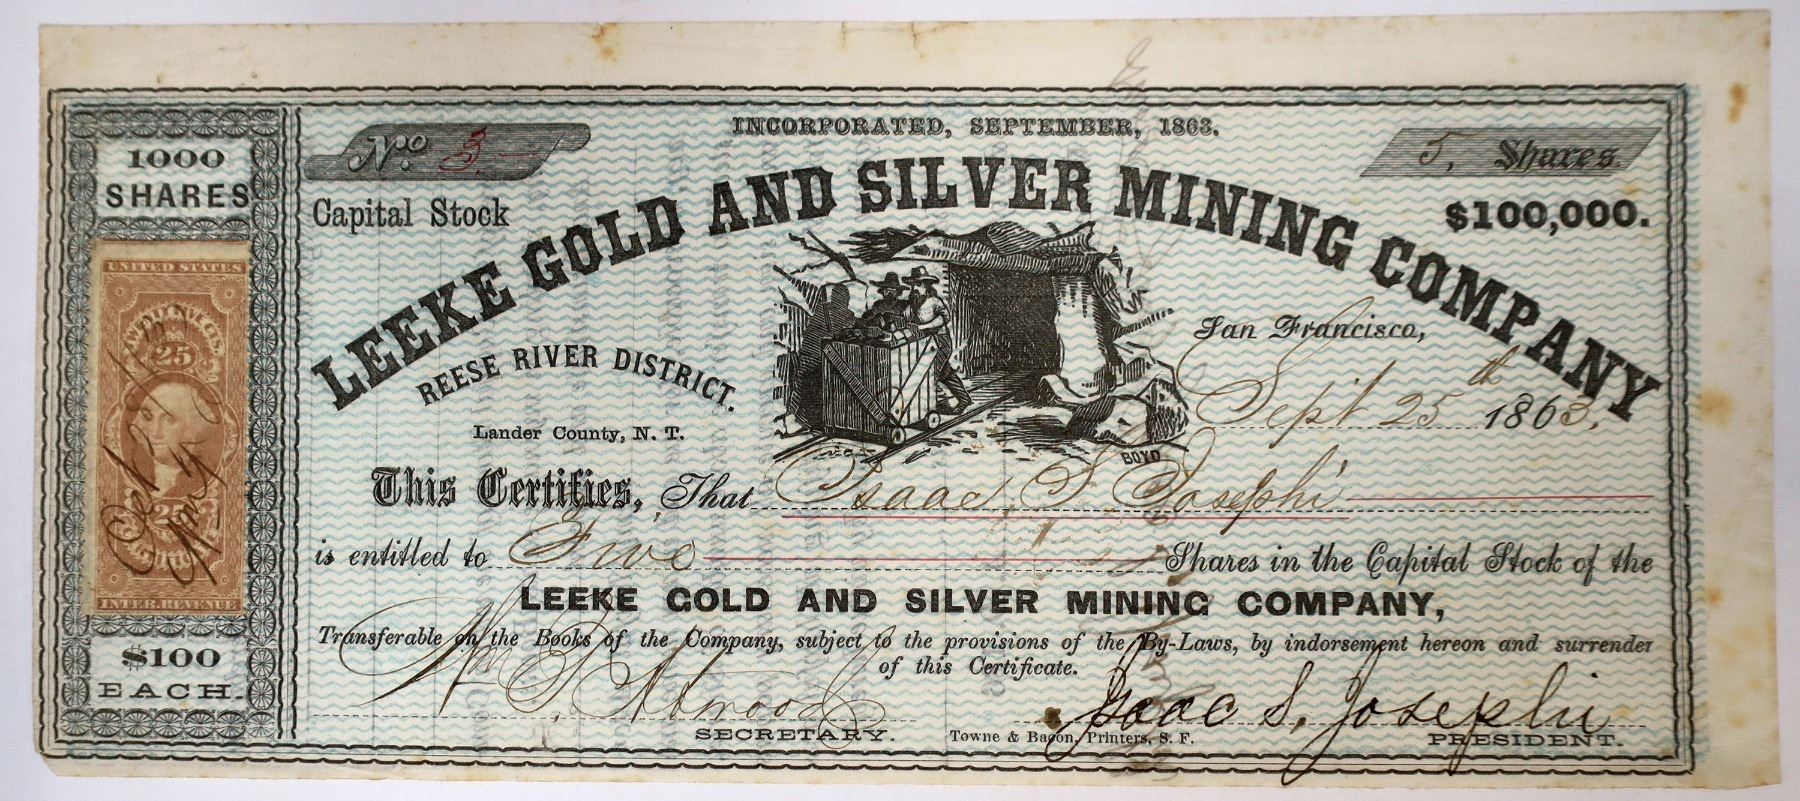 INCORPORATED, SEPTEMBER, 1863.
No. 3.
5, Shares.
1000
SHARES
Capital Stock
$100,000.
LEEKE GOLD AND SILVER MINING COMPANY
REESE RIVER DISTRICT.
Lander County, N. T.
San Francisco,
Sept 25th 1863.
BOYD
UNITED STATES
25
25
INTER. REVENUE
This Certifies, That Isaac S Josephi
is entitled to Five Shares in the Capital Stock of the
LEEKE GOLD AND SILVER MINING COMPANY,
Transferable on the Books of the Company, subject to the provisions of the By-Laws, by indorsement hereon and surrender
of this Certificate.
$100
EACH.
Wm S. Atwood
SECRETARY.
Towne & Bacon, Printers, S. F.
Isaac S. Josephi
PRESIDENT.